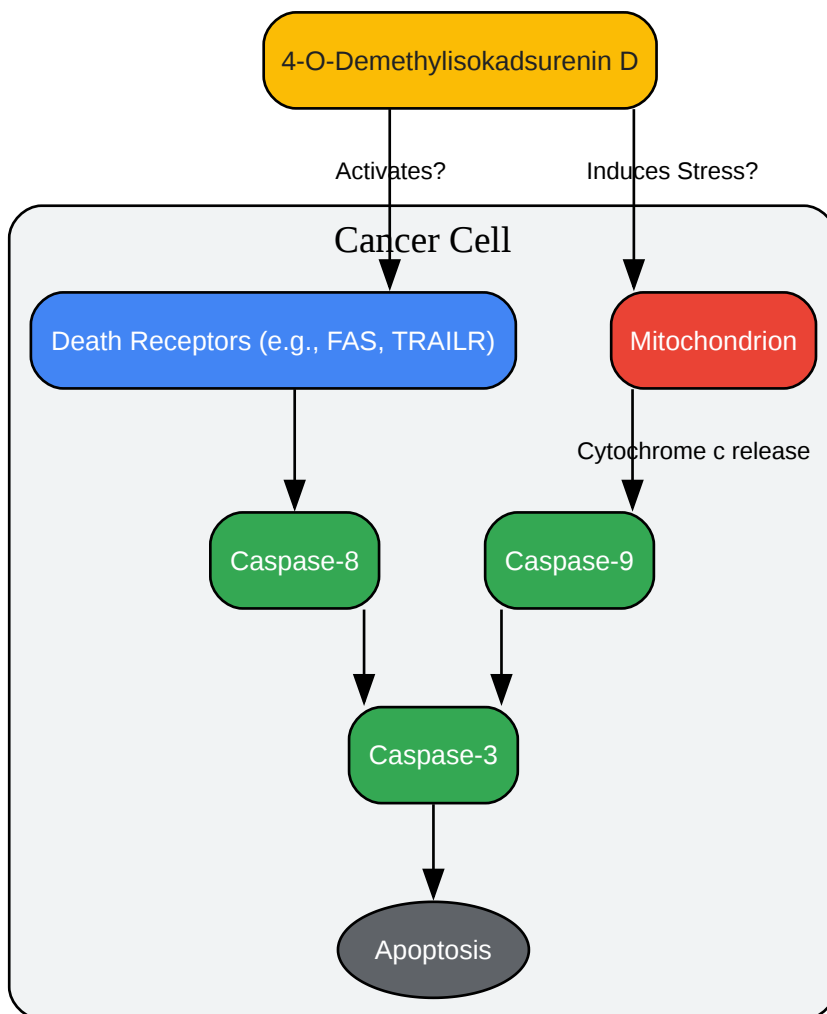 4-O-Demethylisokadsurenin D
Activates?
Induces Stress?
Cancer Cell
Death Receptors (e.g., FAS, TRAILR)
Mitochondrion
Cytochrome c release
Caspase-8
Caspase-9
Caspase-3
Apoptosis